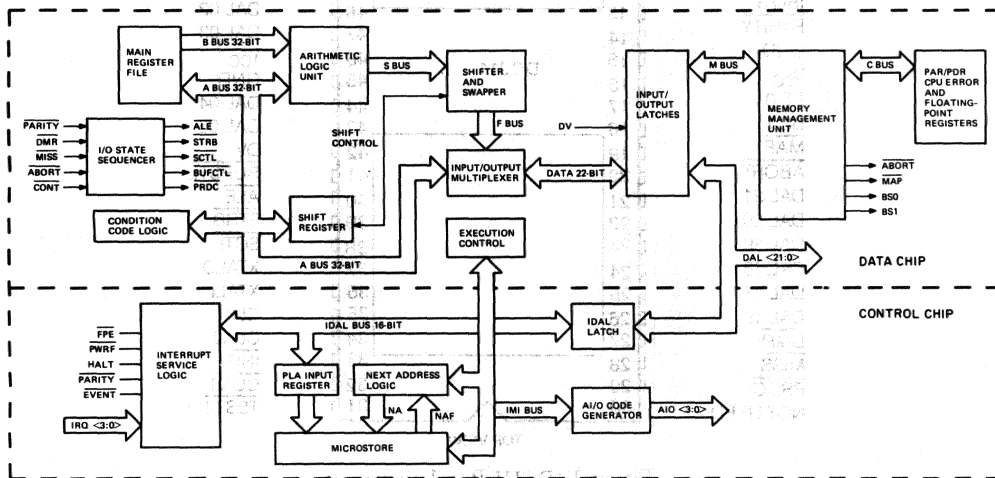 MAIN
REGISTER
FILE
B BUS 32-BIT
A BUS 32-BIT
ARITHMETIC
LOGIC
UNIT
S BUS
SHIFTER
AND
SWAPPER
F BUS
SHIFT
CONTROL
INPUT/OUTPUT
MULTIPLEXER
DATA 22-BIT
DV
INPUT/
OUTPUT
LATCHES
M BUS
MEMORY
MANAGEMENT
UNIT
C BUS
PAR/PDR
CPU ERROR
AND
FLOATING-
POINT
REGISTERS
PARITY
DMR
MISS
ABORT
CONT
I/O STATE
SEQUENCER
ALE
STRB
SCTL
BUFCTL
PRDC
ABORT
MAP
BS0
BS1
CONDITION
CODE LOGIC
SHIFT
REGISTER
A BUS 32-BIT
EXECUTION
CONTROL
DAL <21:0>
DATA CHIP
CONTROL CHIP
FPE
PWRF
HALT
PARITY
EVENT
IRQ <3:0>
INTERRUPT
SERVICE
LOGIC
IDAL BUS 16-BIT
IDAL
LATCH
PLA INPUT
REGISTER
NEXT ADDRESS
LOGIC
NA
NAF
MICROSTORE
IMI BUS
AI/O CODE
GENERATOR
AIO <3:0>